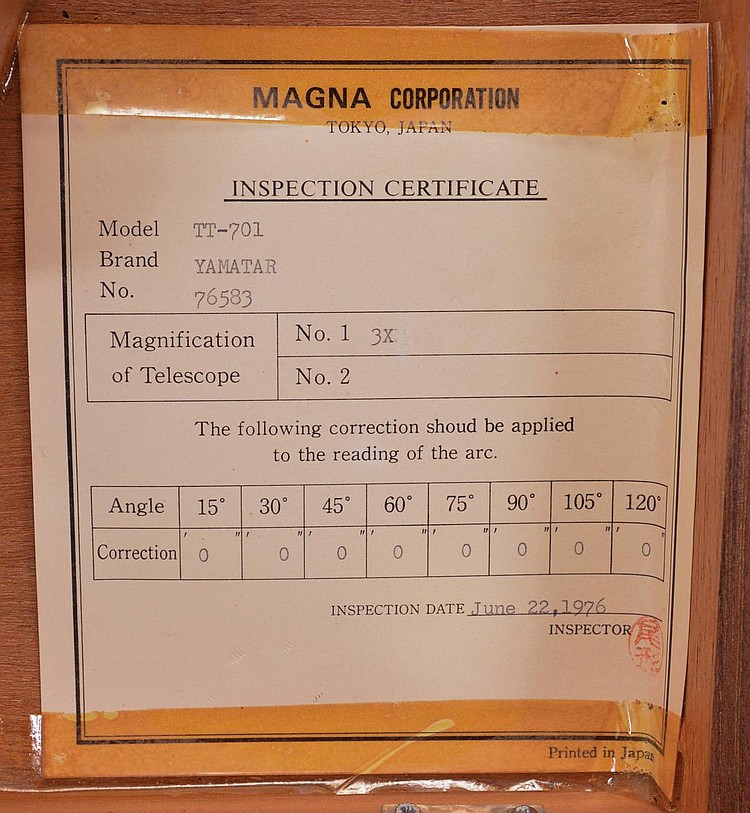 MAGNA CORPORATION
TOKYO, JAPAN
INSPECTION CERTIFICATE
Model TT-701
Brand YAMATAR
No. 76583
Magnification of Telescope
No. 1 3X
No. 2
The following correction shoud be applied
to the reading of the arc.
Angle 15° 30° 45° 60° 75° 90° 105° 120°
Correction ′ 0 ″ ′ 0 ″ ′ 0 ″ ′ 0 ″ ′ 0 ″ ′ 0 ″ ′ 0 ″ ′ 0 ″
INSPECTION DATE June 22,1976
INSPECTOR
Printed in Japan